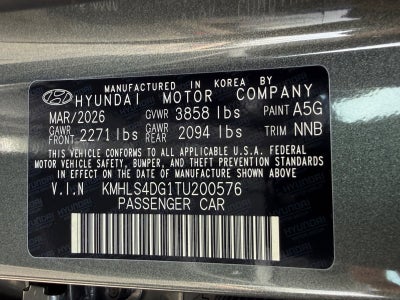 MANUFACTURED IN KOREA BY
HYUNDAI MOTOR COMPANY
MAR/2026 GVWR 3858 lbs PAINT A5G
GAWR FRONT 2271 lbs GAWR REAR 2094 lbs TRIM NNB
THIS VEHICLE CONFORMS TO ALL APPLICABLE U.S.A. FEDERAL
MOTOR VEHICLE SAFETY, BUMPER, AND THEFT PREVENTION
STANDARDS IN EFFECT ON THE DATE OF MANUFACTURE SHOWN ABOVE.
V.I.N KMHLS4DG1TU200576
PASSENGER CAR